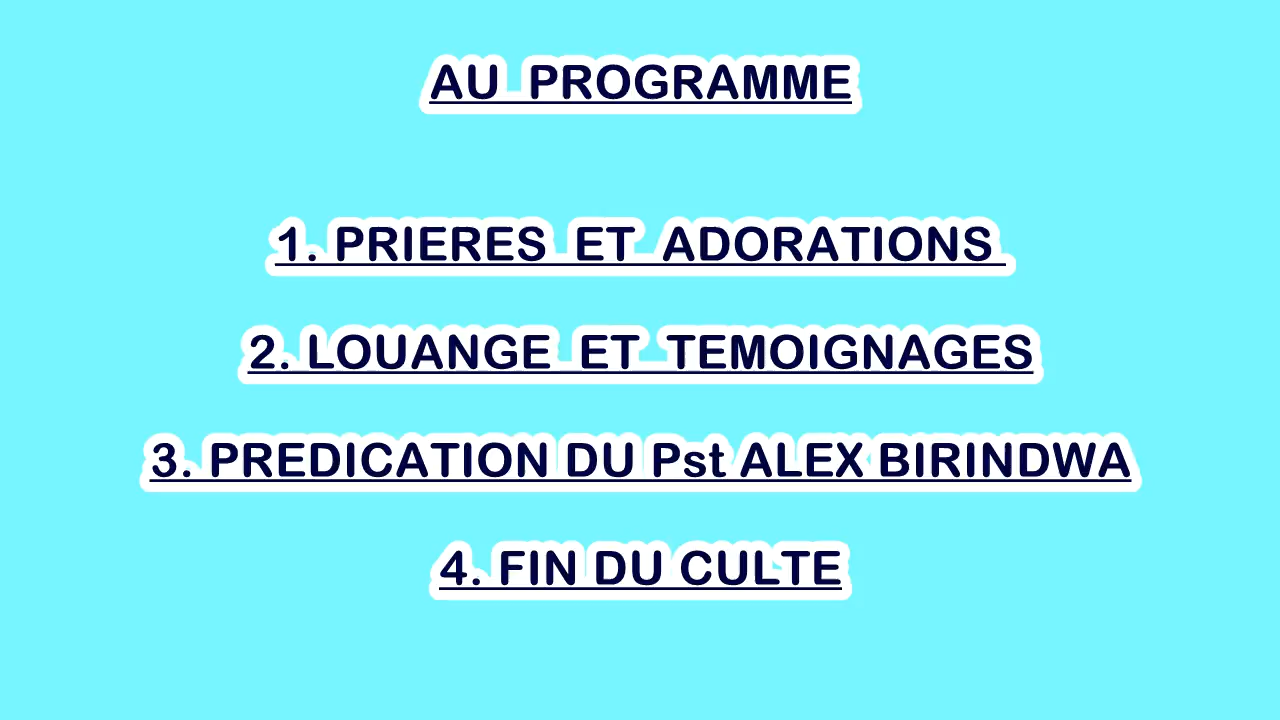 AU PROGRAMME
1. PRIERES ET ADORATIONS
2. LOUANGE ET TEMOIGNAGES
3. PREDICATION DU Pst ALEX BIRINDWA
4. FIN DU CULTE